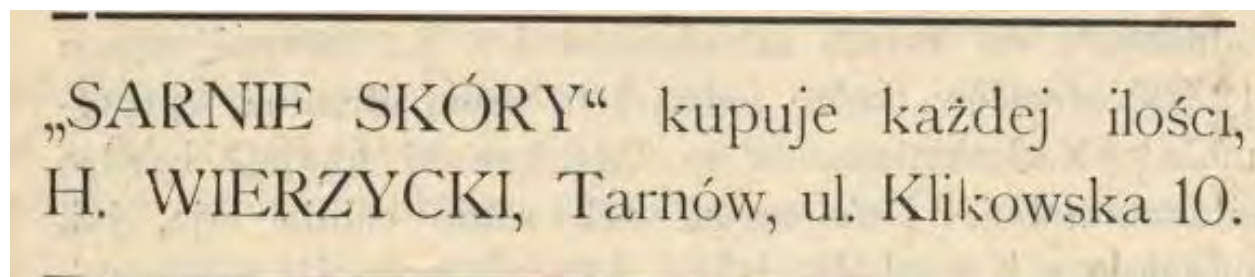 „SARNIE SKÓRY“ kupuje każdej ilości,
H. WIERZYCKI, Tarnów, ul. Klikowska 10.